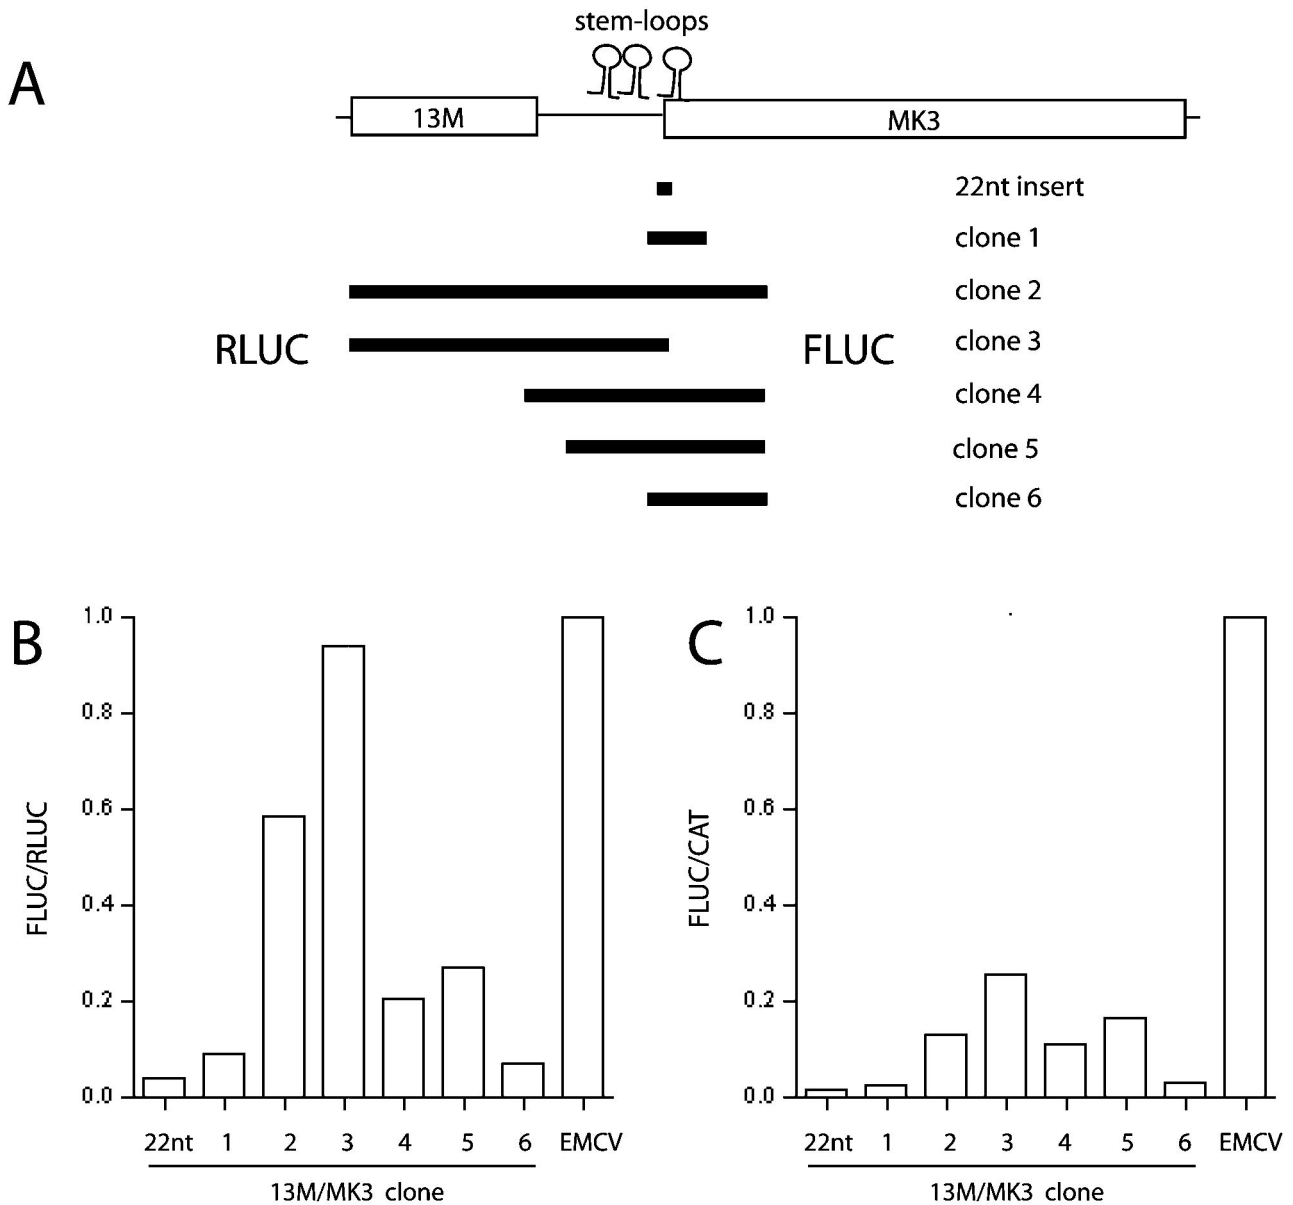 stem-loops
A
13M
MK3
22nt insert
clone 1
clone 2
RLUC
FLUC
clone 3
clone 4
clone 5
clone 6
B
1.0
0.8
0.6
0.4
0.2
0.0
FLUC/RLUC
22nt 1 2 3 4 5 6 EMCV
13M/MK3 clone
C
1.0
0.8
0.6
0.4
0.2
0.0
FLUC/CAT
22nt 1 2 3 4 5 6 EMCV
13M/MK3 clone